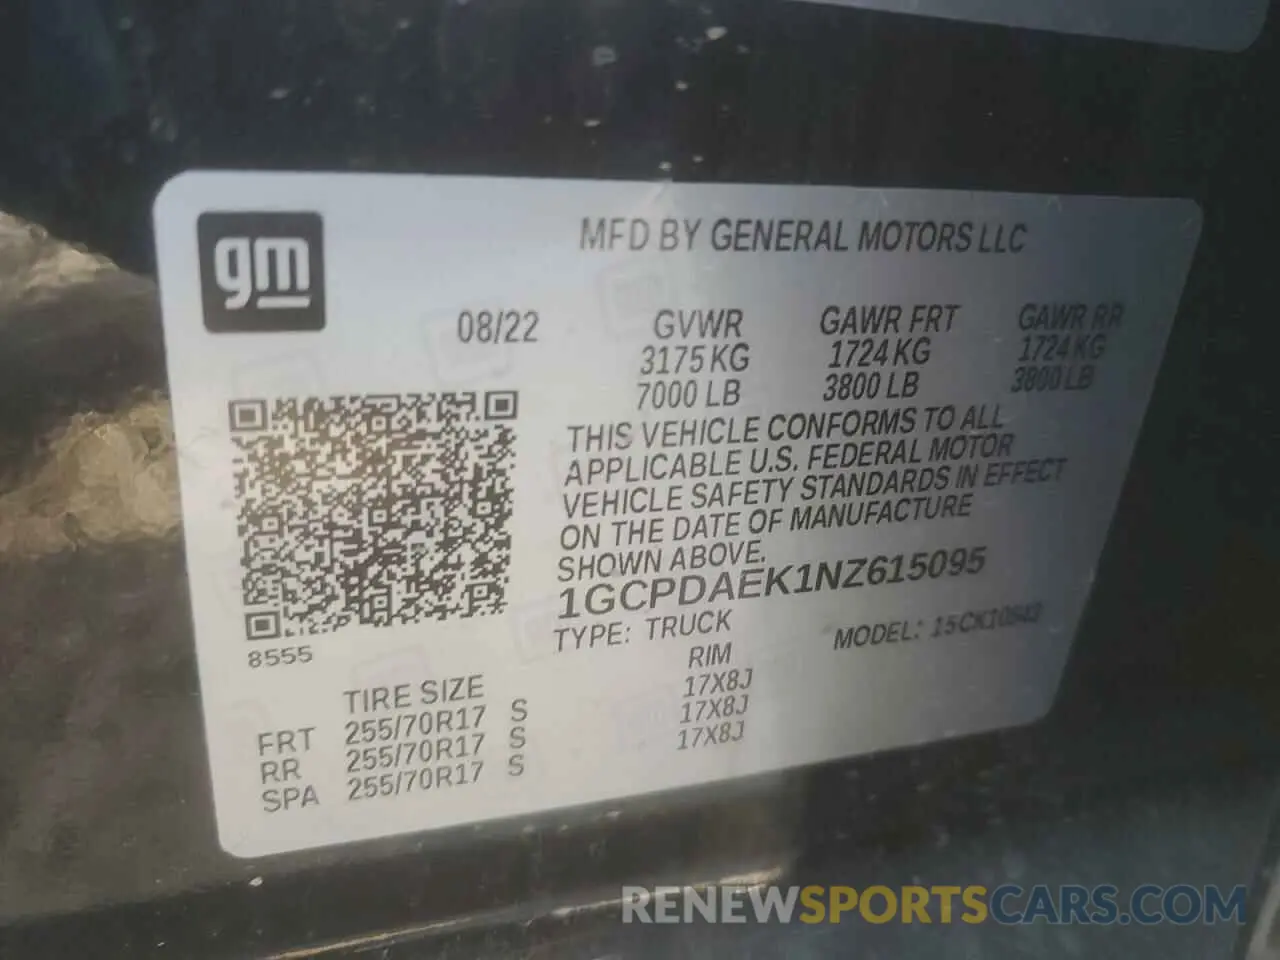 gm
MFD BY GENERAL MOTORS LLC
08/22 GVWR GAWR FRT GAWR RR
3175 KG 1724 KG 1724 KG
7000 LB 3800 LB 3800 LB
THIS VEHICLE CONFORMS TO ALL
APPLICABLE U.S. FEDERAL MOTOR
VEHICLE SAFETY STANDARDS IN EFFECT
ON THE DATE OF MANUFACTURE
SHOWN ABOVE.
1GCPDAEK1NZ615095
TYPE: TRUCK MODEL:
8555
TIRE SIZE RIM
FRT 255/70R17 S 17X8J
RR 255/70R17 S 17X8J
SPA 255/70R17 S 17X8J
RENEWSPORTSCARS.COM